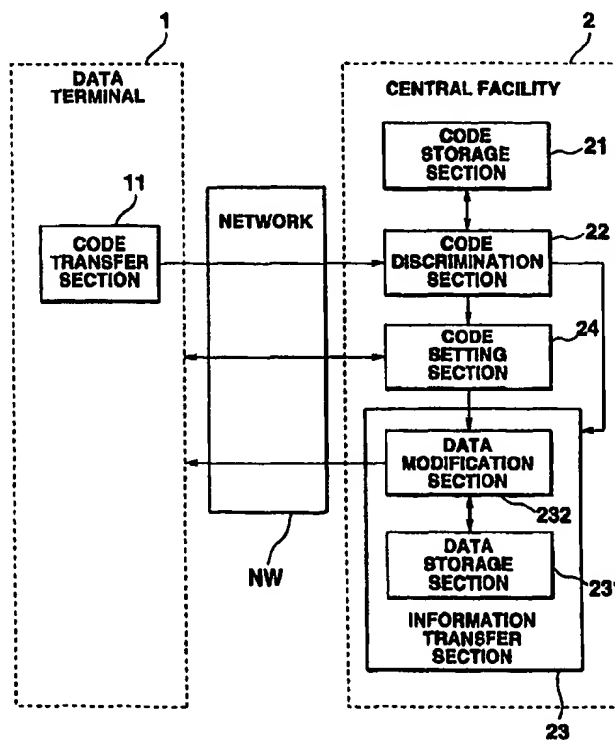 1
DATA
TERMINAL
11
CODE
TRANSFER
SECTION
NETWORK
NW
2
CENTRAL FACILITY
CODE
STORAGE
SECTION
21
CODE
DISCRIMINATION
SECTION
22
CODE
SETTING
SECTION
24
DATA
MODIFICATION
SECTION
232
DATA
STORAGE
SECTION
231
INFORMATION
TRANSFER
SECTION
23